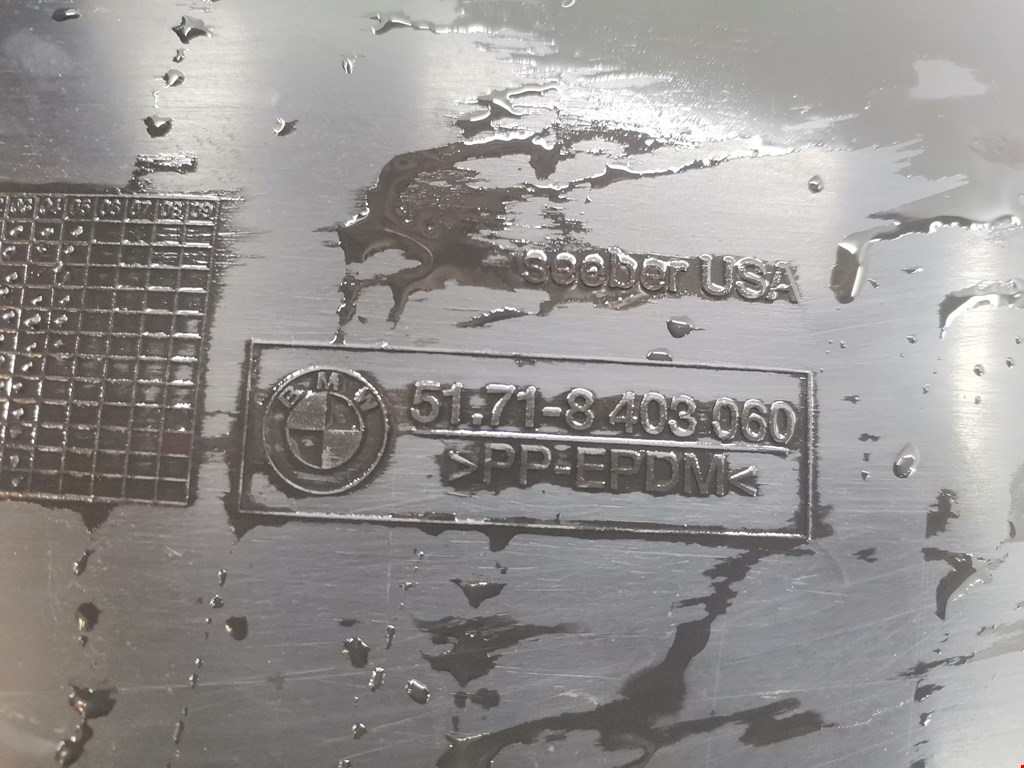 seeber USA
BMW
51.71-8 403 060
>PP-EPDM<